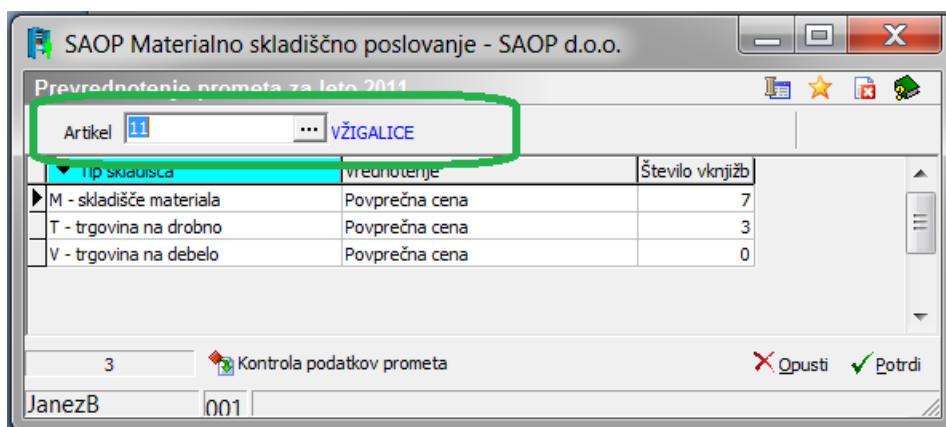 SAOP Materialno skladiščno poslovanje - SAOP d.o.o.
Prevrednotenje prometa za leto 2011
Artikel 11 ... VŽIGALICE
Tip skladišča Vrednotenje Število vknjižb
M - skladišče materiala Povprečna cena 7
T - trgovina na drobno Povprečna cena 3
V - trgovina na debelo Povprečna cena 0
3 Kontrola podatkov prometa Opusti Potrdi
JanezB 001